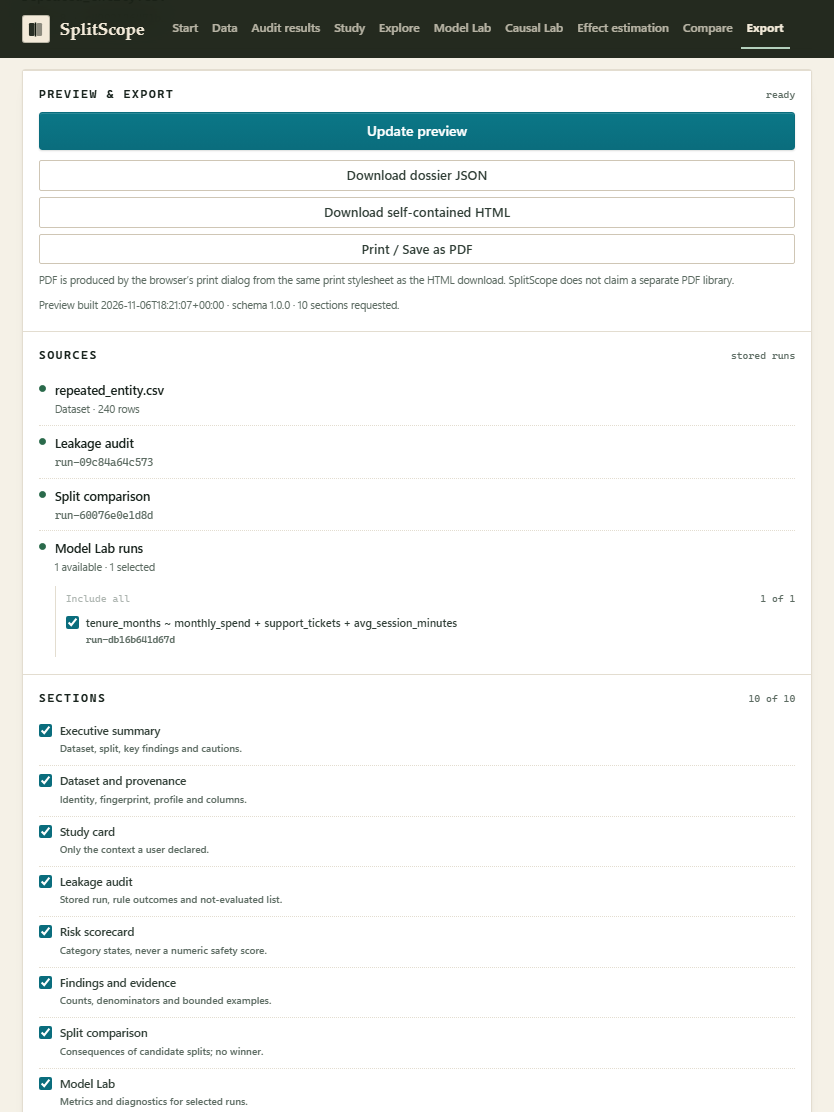 SplitScope Start Data Audit results Study Explore Model Lab Causal Lab Effect estimation Compare Export
PREVIEW & EXPORT ready
Update preview
Download dossier JSON
Download self-contained HTML
Print / Save as PDF
PDF is produced by the browser's print dialog from the same print stylesheet as the HTML download. SplitScope does not claim a separate PDF library.
Preview built 2026-11-06T18:21:07+00:00 · schema 1.0.0 · 10 sections requested.
SOURCES stored runs
repeated_entity.csv
Dataset · 240 rows
Leakage audit
run-09c84a64c573
Split comparison
run-60076e0e1d8d
Model Lab runs
1 available · 1 selected
Include all 1 of 1
tenure_months ~ monthly_spend + support_tickets + avg_session_minutes
run-db16b641d67d
SECTIONS 10 of 10
Executive summary
Dataset, split, key findings and cautions.
Dataset and provenance
Identity, fingerprint, profile and columns.
Study card
Only the context a user declared.
Leakage audit
Stored run, rule outcomes and not-evaluated list.
Risk scorecard
Category states, never a numeric safety score.
Findings and evidence
Counts, denominators and bounded examples.
Split comparison
Consequences of candidate splits; no winner.
Model Lab
Metrics and diagnostics for selected runs.